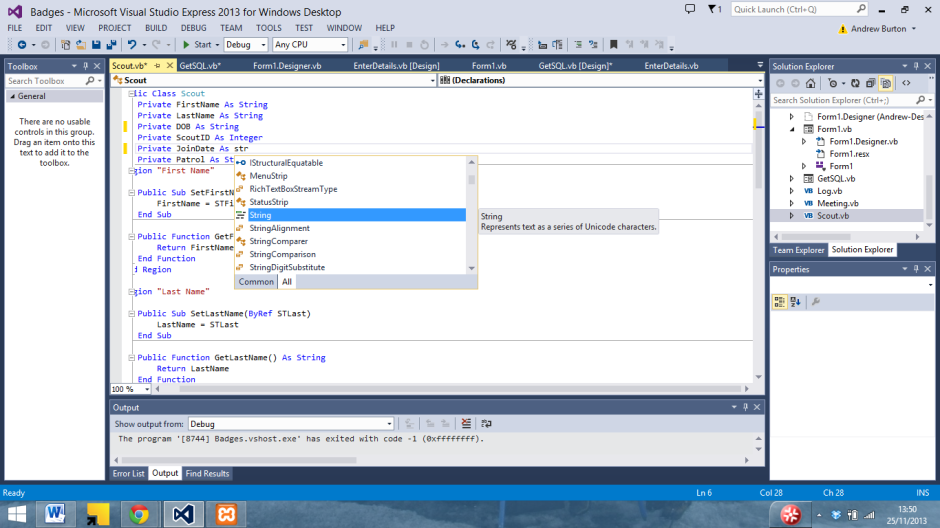 Badges - Microsoft Visual Studio Express 2013 for Windows Desktop
1
Quick Launch (Ctrl+Q)
FILE EDIT VIEW PROJECT BUILD DEBUG TEAM TOOLS TEST WINDOW HELP
Andrew Burton
Start Debug Any CPU
Toolbox
Search Toolbox
General
There are no usable
controls in this group.
Drag an item onto this
text to add it to the
toolbox.
Scout.vb* GetSQL.vb* Form1.Designer.vb EnterDetails.vb [Design] Form1.vb GetSQL.vb [Design]* EnterDetails.vb
Scout (Declarations)
lic Class Scout
Private FirstName As String
Private LastName As String
Private DOB As String
Private ScoutID As Integer
Private JoinDate As str
Private Patrol As St
gion "First Name"
Public Sub SetFirstN
FirstName = STFi
End Sub
Public Function GetF
Return FirstName
End Function
d Region
gion "Last Name"
Public Sub SetLastName(ByRef STLast)
LastName = STLast
End Sub
Public Function GetLastName() As String
Return LastName
End Function
IStructuralEquatable
MenuStrip
RichTextBoxStreamType
StatusStrip
String
StringAlignment
StringComparer
StringComparison
StringDigitSubstitute
Common All
String
Represents text as a series of Unicode characters.
100 %
Output
Show output from: Debug
The program '[8744] Badges.vshost.exe' has exited with code -1 (0xffffffff).
Error List Output Find Results
Solution Explorer
Search Solution Explorer (Ctrl+;)
Form1.Designer (Andrew-Des
Form1.vb
Form1.Designer.vb
Form1.resx
Form1
GetSQL.vb
VB Log.vb
VB Meeting.vb
VB Scout.vb
Team Explorer Solution Explorer
Properties
Ready Ln 6 Col 28 Ch 28 INS
13:50
25/11/2013